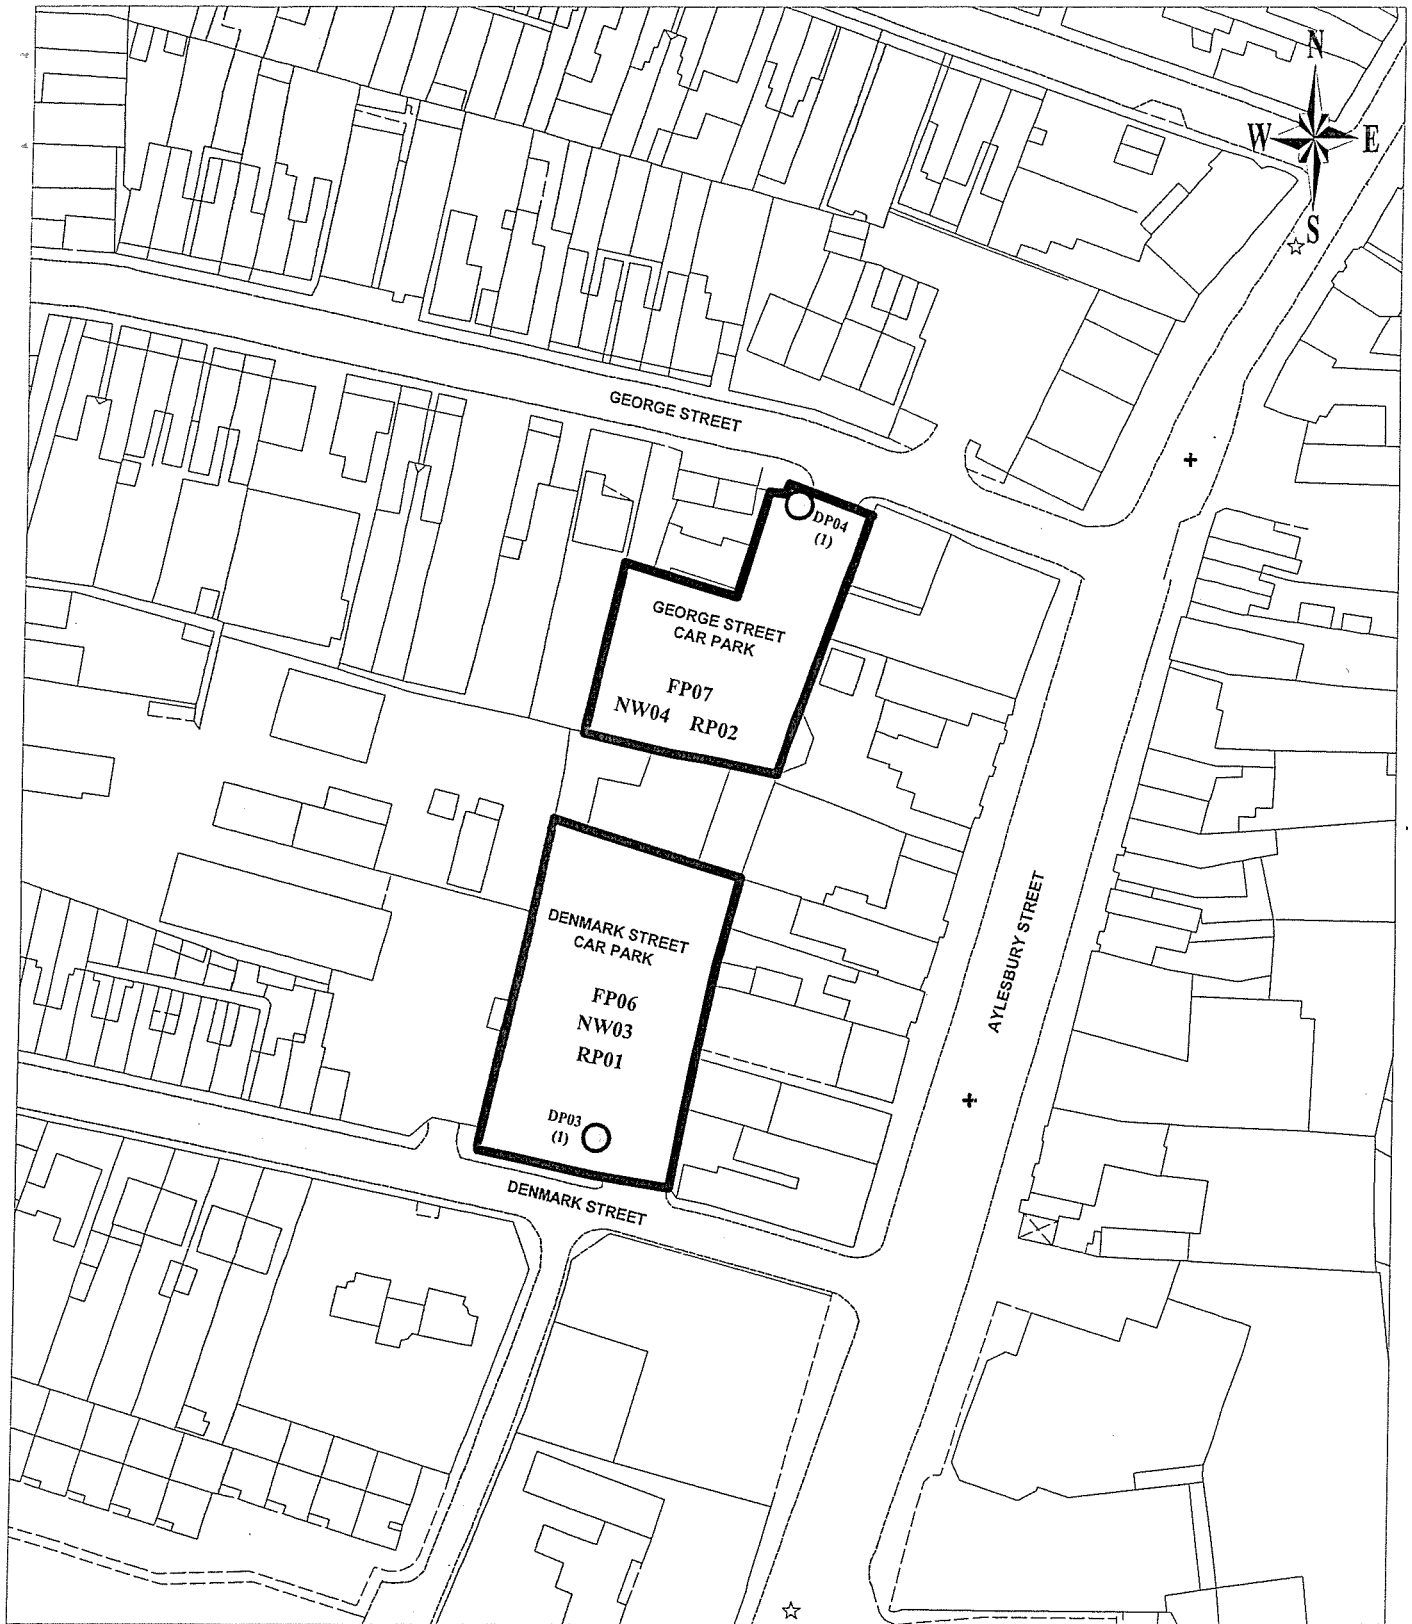 N
W E
S
GEORGE STREET
DP04
(1)
GEORGE STREET
CAR PARK
FP07
NW04 RP02
DENMARK STREET
CAR PARK
FP06
NW03
RP01
DP03
(1)
DENMARK STREET
AYLESBURY STREET